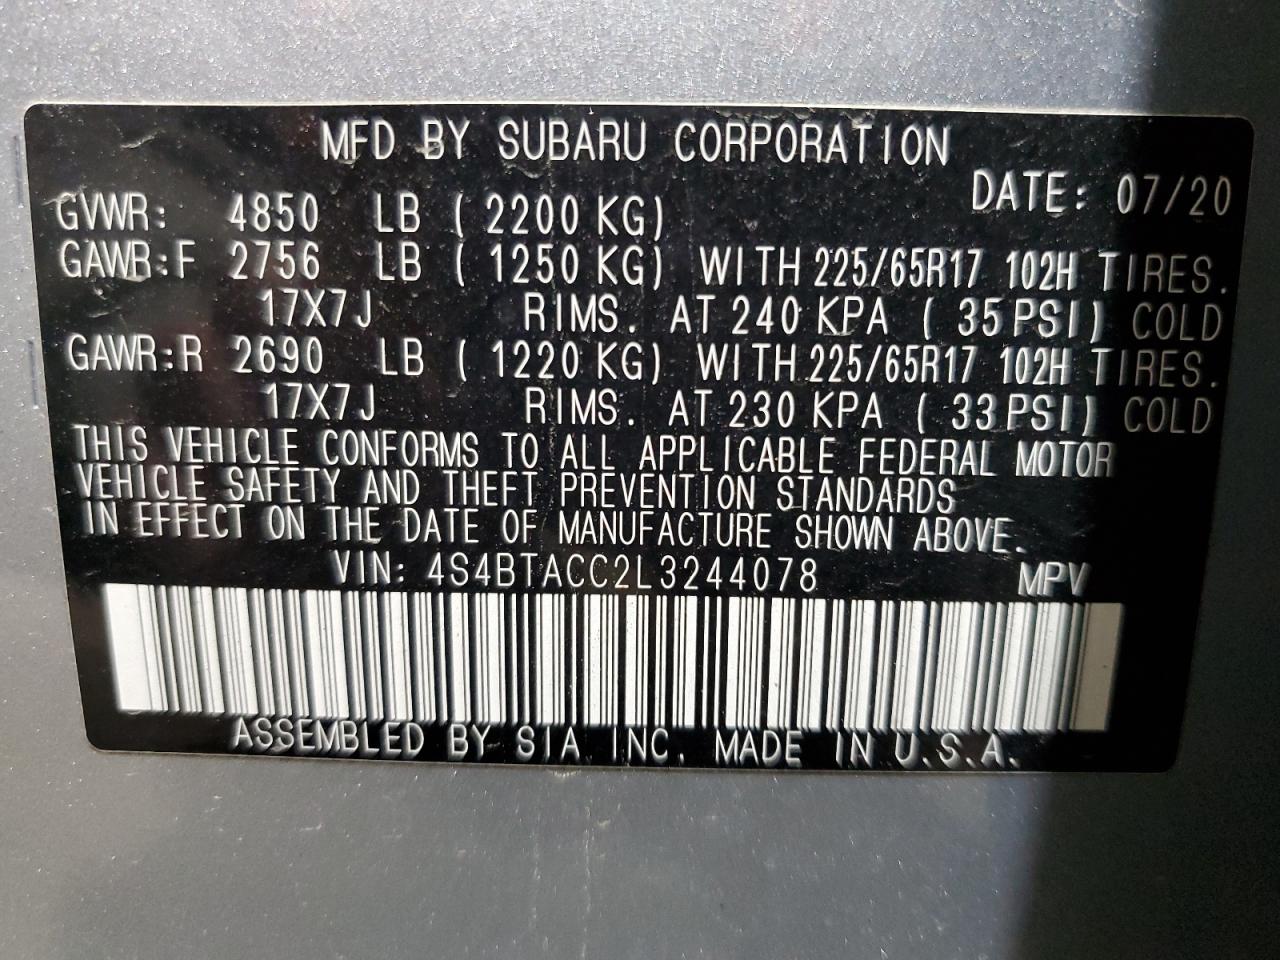 MFD BY SUBARU CORPORATION
DATE: 07/20
GVWR: 4850 LB ( 2200 KG)
GAWR:F 2756 LB ( 1250 KG) WITH 225/65R17 102H TIRES.
17X7J RIMS. AT 240 KPA ( 35 PSI) COLD
GAWR:R 2690 LB ( 1220 KG) WITH 225/65R17 102H TIRES.
17X7J RIMS. AT 230 KPA ( 33 PSI) COLD
THIS VEHICLE CONFORMS TO ALL APPLICABLE FEDERAL MOTOR
VEHICLE SAFETY AND THEFT PREVENTION STANDARDS
IN EFFECT ON THE DATE OF MANUFACTURE SHOWN ABOVE.
VIN: 4S4BTACC2L3244078 MPV
ASSEMBLED BY SIA INC. MADE IN U.S.A.